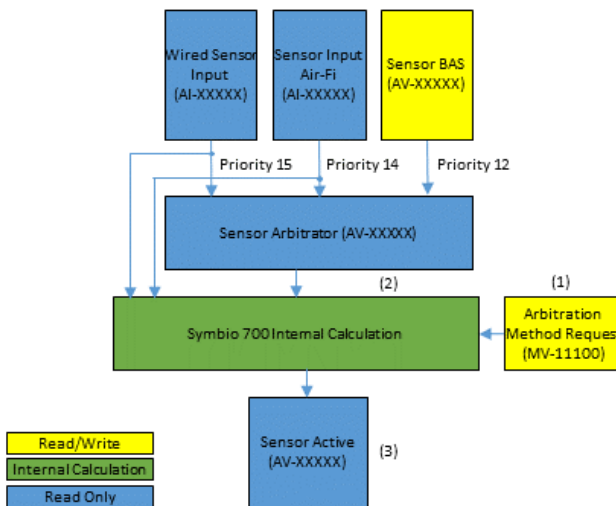 Wired Sensor
Input
(AI-XXXXX)
Sensor Input
Air-Fi
(AI-XXXXX)
Sensor BAS
(AV-XXXXX)
Priority 15
Priority 14
Priority 12
Sensor Arbitrator (AV-XXXXX)
(2)
(1)
Symbio 700 Internal Calculation
Arbitration
Method Reques
(MV-11100)
Sensor Active
(AV-XXXXX)
(3)
Read/Write
Internal Calculation
Read Only